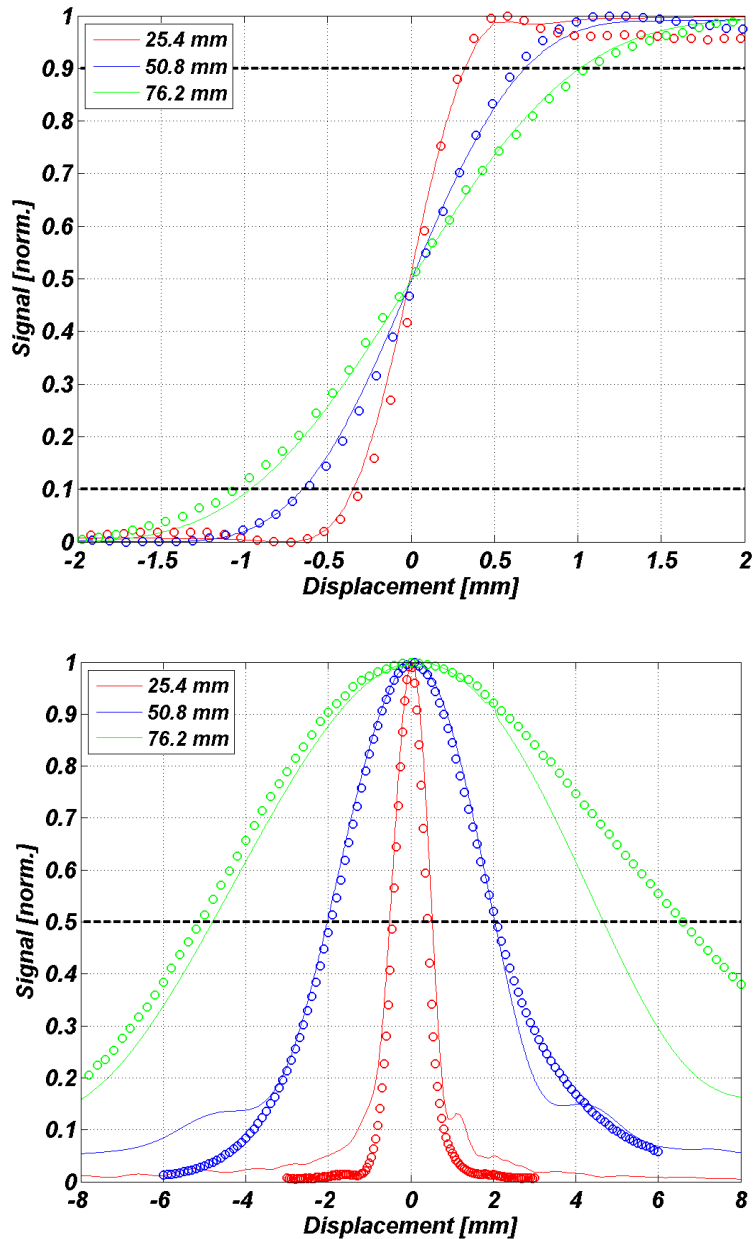 1
0.9
0.8
0.7
0.6
0.5
0.4
0.3
0.2
0.1
0
Signal [norm.]
25.4 mm
50.8 mm
76.2 mm
-2 -1.5 -1 -0.5 0 0.5 1 1.5 2
Displacement [mm]
1
0.9
0.8
0.7
0.6
0.5
0.4
0.3
0.2
0.1
0
Signal [norm.]
25.4 mm
50.8 mm
76.2 mm
-8 -6 -4 -2 0 2 4 6 8
Displacement [mm]